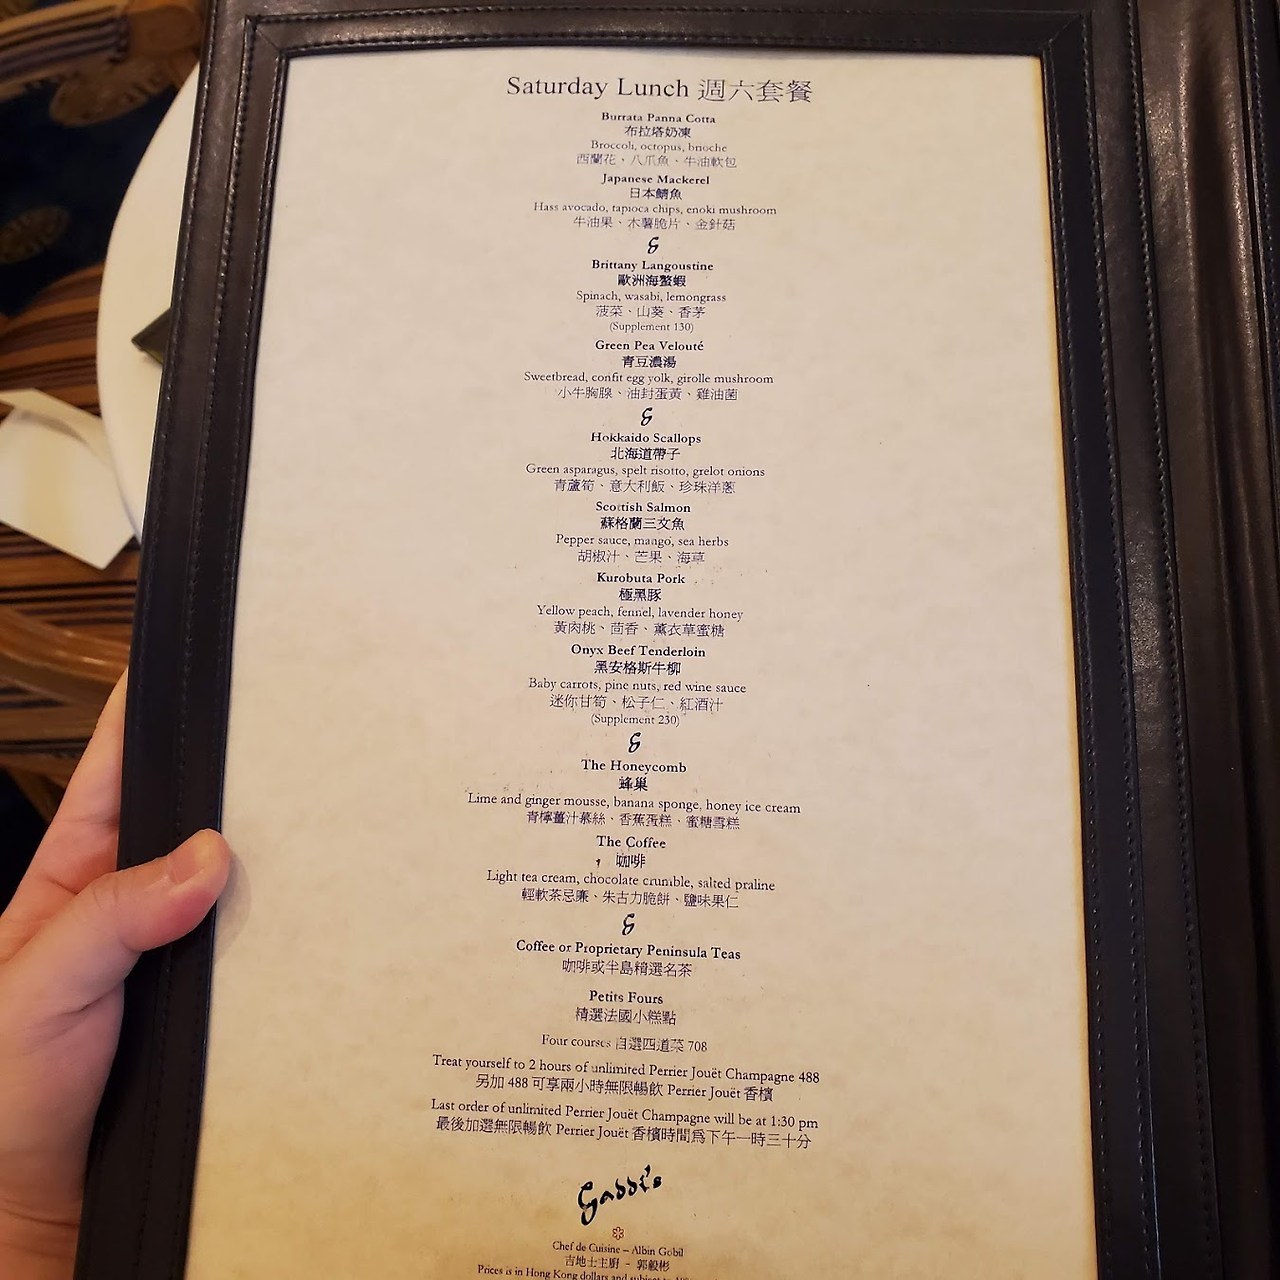 Saturday Lunch 週六套餐
Burrata Panna Cotta
布拉塔奶凍
Broccoli, octopus, brioche
西蘭花、八爪魚、牛油軟包
Japanese Mackerel
日本鯖魚
Hass avocado, tapioca chips, enoki mushroom
牛油果、木薯脆片、金針菇
G
Brittany Langoustine
歐洲海螯蝦
Spinach, wasabi, lemongrass
菠菜、山葵、香茅
(Supplement 130)
Green Pea Velouté
青豆濃湯
Sweetbread, confit egg yolk, girolle mushroom
小牛胸腺、油封蛋黃、雞油菌
G
Hokkaido Scallops
北海道帶子
Green asparagus, spelt risotto, grelot onions
青蘆筍、意大利飯、珍珠洋蔥
Scottish Salmon
蘇格蘭三文魚
Pepper sauce, mango, sea herbs
胡椒汁、芒果、海草
Kurobuta Pork
極黑豚
Yellow peach, fennel, lavender honey
黃肉桃、茴香、薰衣草蜜糖
Onyx Beef Tenderloin
黑安格斯牛柳
Baby carrots, pine nuts, red wine sauce
迷你甘筍、松子仁、紅酒汁
(Supplement 230)
G
The Honeycomb
蜂巢
Lime and ginger mousse, banana sponge, honey ice cream
青檸薑汁慕絲、香蕉蛋糕、蜜糖雪糕
The Coffee
咖啡
Light tea cream, chocolate crumble, salted praline
輕軟茶忌廉、朱古力脆餅、鹽味果仁
G
Coffee or Proprietary Peninsula Teas
咖啡或半島精選名茶
Petits Fours
精選法國小糕點
Four courses 自選四道菜 708
Treat yourself to 2 hours of unlimited Perrier Jouët Champagne 488
另加 488 可享兩小時無限暢飲 Perrier Jouët 香檳
Last order of unlimited Perrier Jouët Champagne will be at 1:30 pm
最後加選無限暢飲 Perrier Jouët 香檳時間爲下午一時三十分
Gaddi's
Chef de Cuisine – Albin Gobil
吉地士主廚 - 郭毅彬
Prices is in Hong Kong dollars and subject to